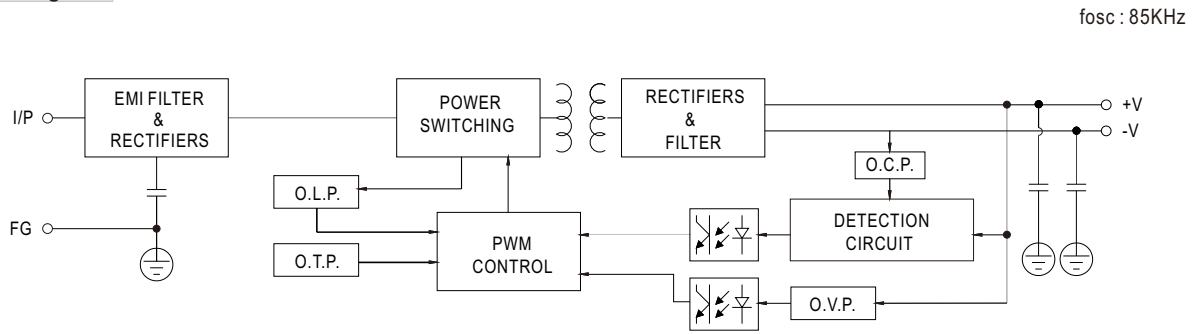 fosc : 85KHz
I/P
EMI FILTER
&
RECTIFIERS
POWER
SWITCHING
RECTIFIERS
&
FILTER
+V
-V
O.C.P.
O.L.P.
FG
DETECTION
CIRCUIT
PWM
CONTROL
O.T.P.
O.V.P.